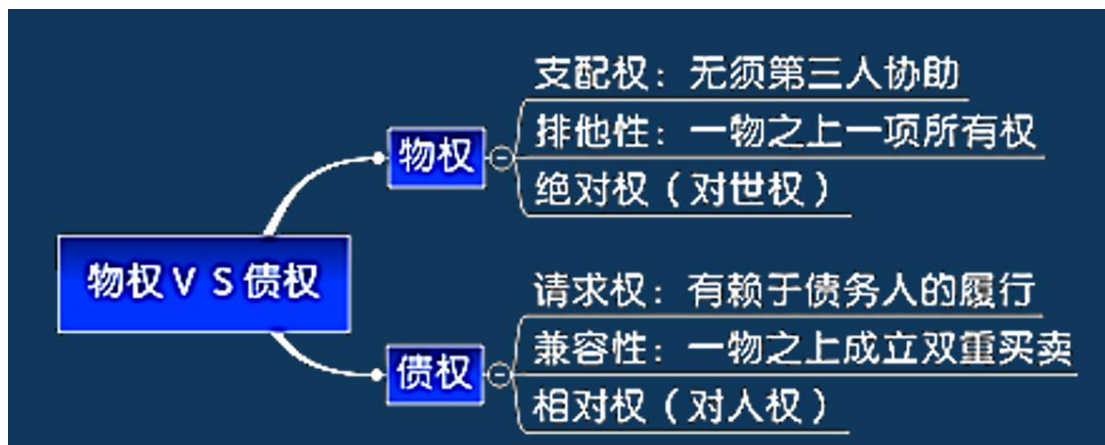 物权VS债权
物权
支配权：无须第三人协助
排他性：一物之上一项所有权
绝对权（对世权）
债权
请求权：有赖于债务人的履行
兼容性：一物之上成立双重买卖
相对权（对人权）